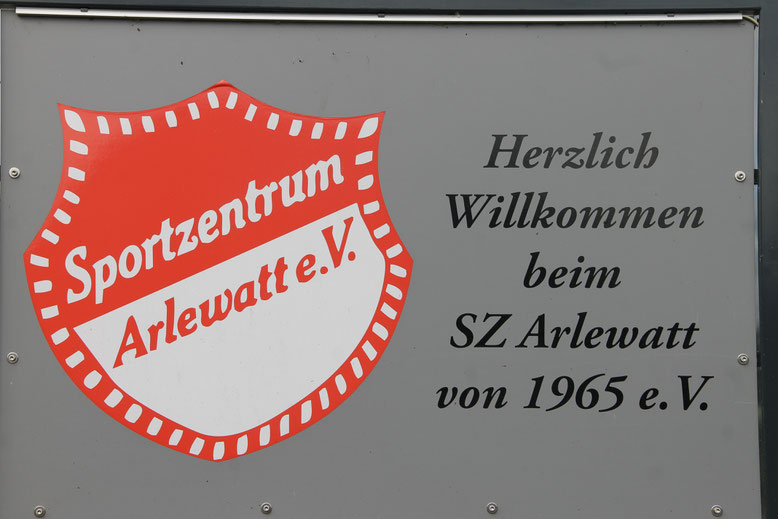 Sportzentrum
Arlewatt e.V.
Herzlich
Willkommen
beim
SZ Arlewatt
von 1965 e.V.